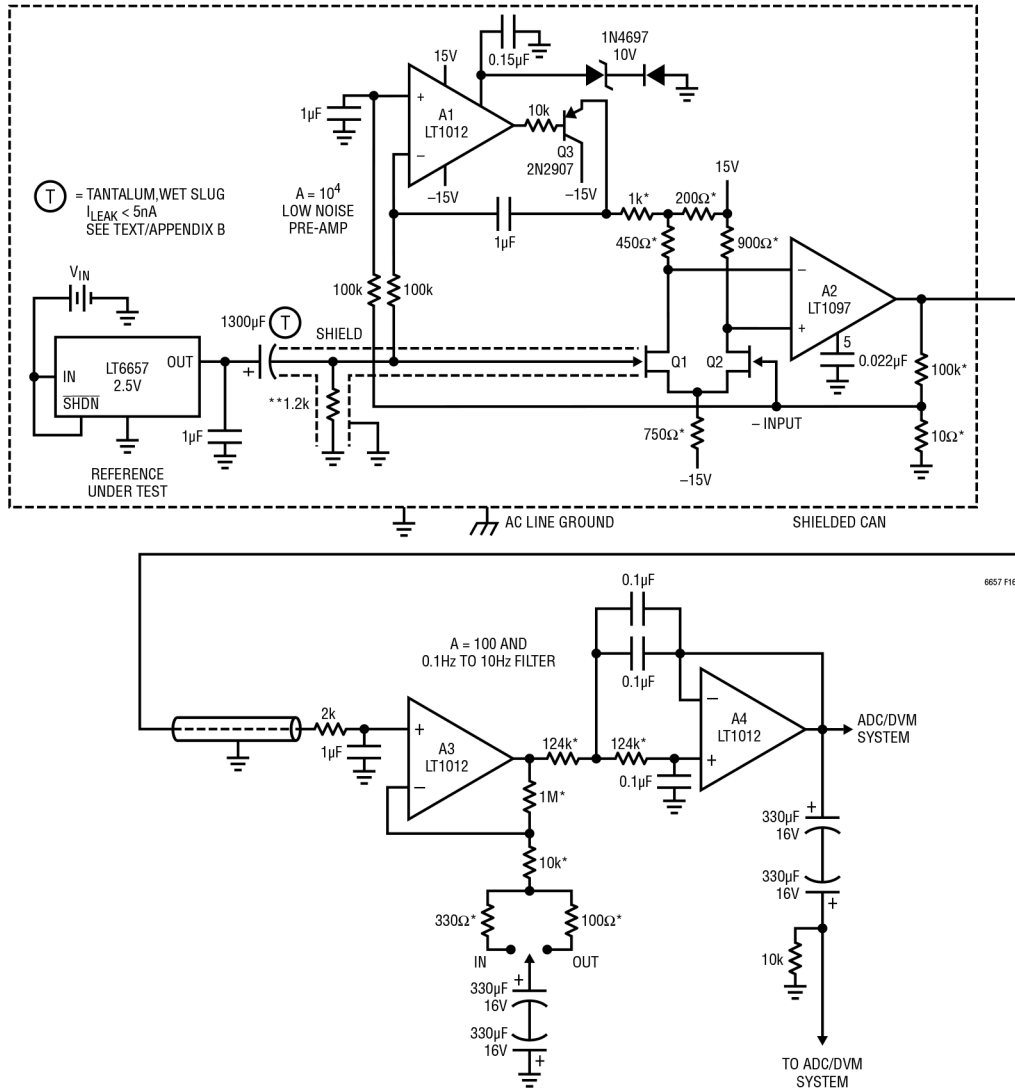 0.15µF
1N4697
10V
15V
1µF
+
A1
LT1012
–
10k
Q3
2N2907
–15V
–15V
15V
T
= TANTALUM,WET SLUG
I LEAK < 5nA
SEE TEXT/APPENDIX B
A = 10^4
LOW NOISE
PRE-AMP
1µF
1k*
200Ω*
450Ω*
900Ω*
–
A2
LT1097
+
5
0.022µF
100k*
10Ω*
VIN
100k
100k
1300µF
T
+
SHIELD
LT6657
2.5V
OUT
IN
SHDN
1µF
**1.2k
Q1
Q2
750Ω*
–15V
– INPUT
REFERENCE
UNDER TEST
AC LINE GROUND
SHIELDED CAN
6657 F16
A = 100 AND
0.1Hz TO 10Hz FILTER
0.1µF
0.1µF
2k
1µF
+
A3
LT1012
–
124k*
124k*
0.1µF
–
A4
LT1012
+
ADC/DVM
SYSTEM
1M*
10k*
330Ω*
100Ω*
IN
OUT
+
330µF
16V
330µF
16V
+
+
330µF
16V
330µF
16V
+
10k
TO ADC/DVM
SYSTEM